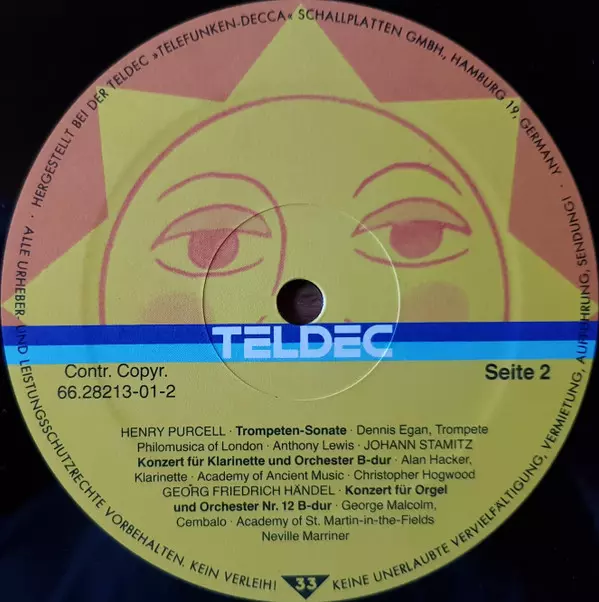 HERGESTELLT BEI DER TELDEC »TELEFUNKEN-DECCA« SCHALLPLATTEN GMBH., HAMBURG 19, GERMANY ·
TELDEC
Contr. Copyr.
66.28213-01-2
Seite 2
HENRY PURCELL · Trompeten-Sonate · Dennis Egan, Trompete
Philomusica of London · Anthony Lewis · JOHANN STAMITZ
Konzert für Klarinette und Orchester B-dur · Alan Hacker,
Klarinette · Academy of Ancient Music · Christopher Hogwood
GEORG FRIEDRICH HÄNDEL · Konzert für Orgel
und Orchester Nr. 12 B-dur · George Malcolm,
Cembalo · Academy of St. Martin-in-the-Fields
Neville Marriner
· ALLE URHEBER- UND LEISTUNGSSCHUTZRECHTE VORBEHALTEN. KEIN VERLEIH!
33
KEINE UNERLAUBTE VERVIELFÄLTIGUNG, VERMIETUNG, AUFFÜHRUNG, SENDUNG! ·